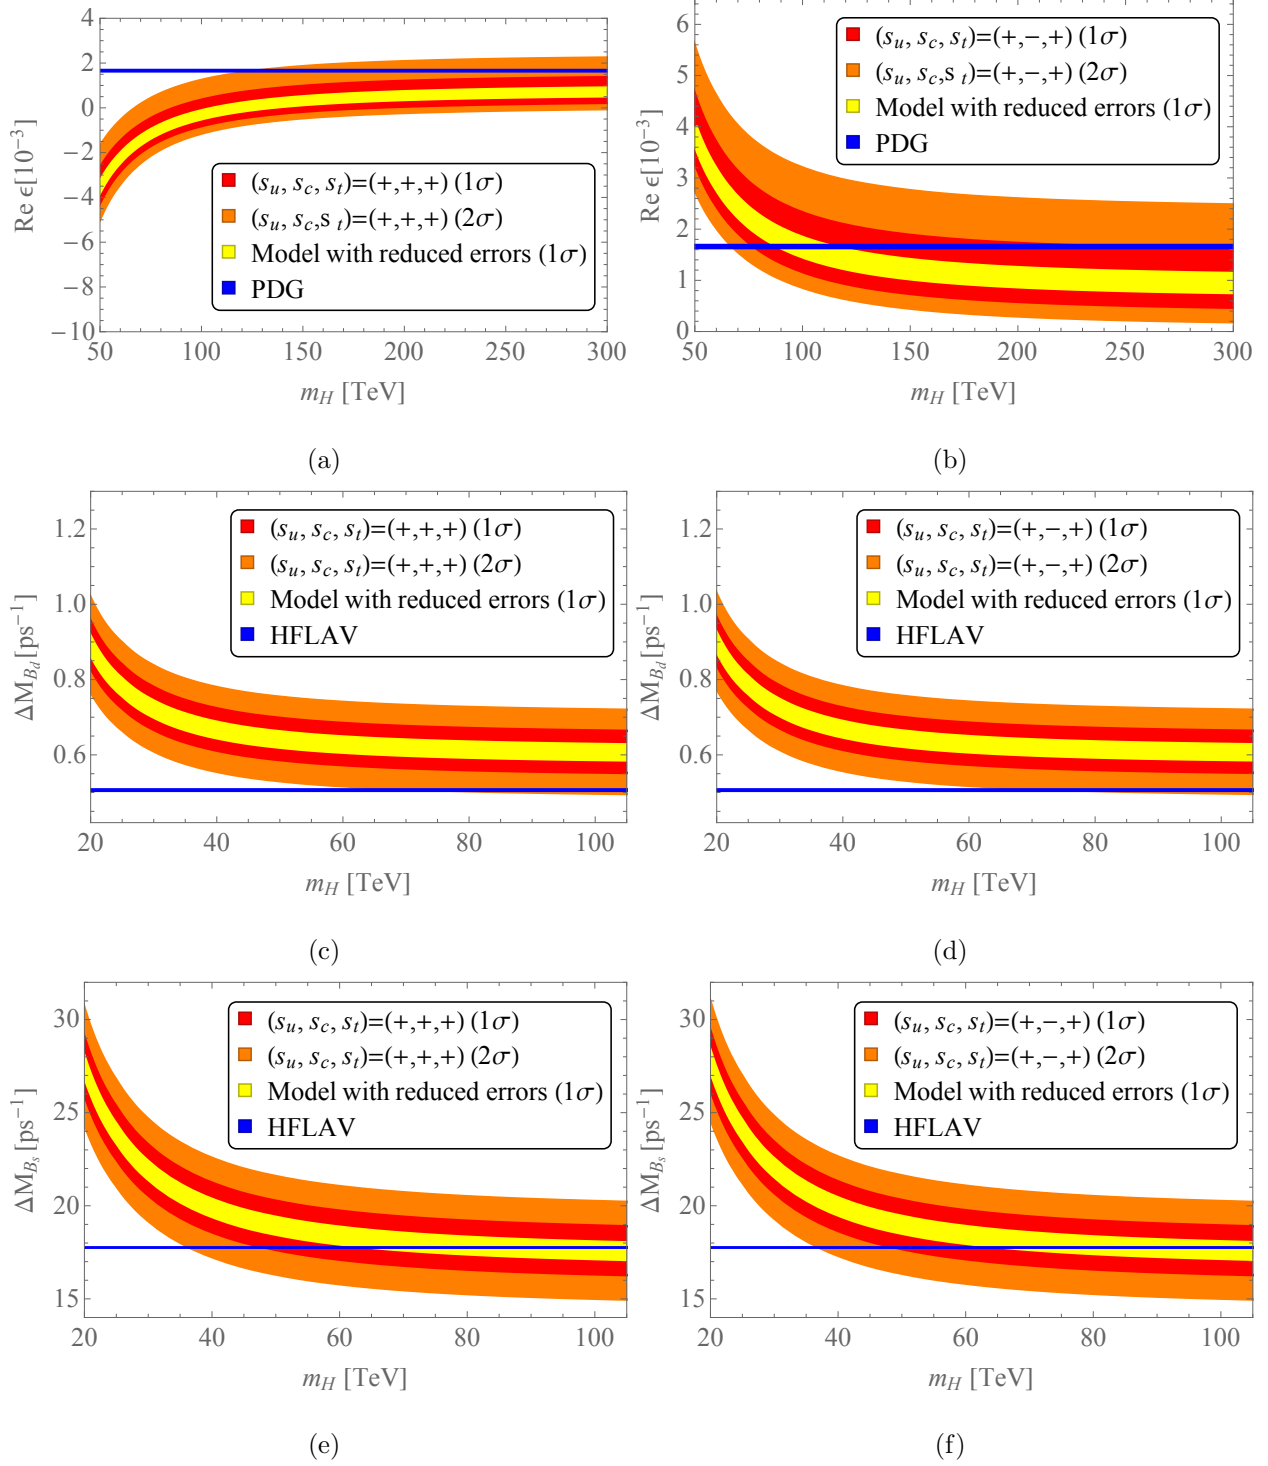 4
2
0
−2
−4
−6
−8
−10
Re ϵ[10⁻³]
(s_u, s_c, s_t)=(+,+,+) (1σ)
(s_u, s_c,s _t)=(+,+,+) (2σ)
Model with reduced errors (1σ)
PDG
50 100 150 200 250 300
m_H [TeV]
(a)
6
5
4
3
2
1
0
Re ϵ[10⁻³]
(s_u, s_c, s_t)=(+,−,+) (1σ)
(s_u, s_c,s _t)=(+,−,+) (2σ)
Model with reduced errors (1σ)
PDG
50 100 150 200 250 300
m_H [TeV]
(b)
1.2
1.0
0.8
0.6
ΔM_{B_d} [ps⁻¹]
(s_u, s_c, s_t)=(+,+,+) (1σ)
(s_u, s_c, s_t)=(+,+,+) (2σ)
Model with reduced errors (1σ)
HFLAV
20 40 60 80 100
m_H [TeV]
(c)
1.2
1.0
0.8
0.6
ΔM_{B_d} [ps⁻¹]
(s_u, s_c, s_t)=(+,−,+) (1σ)
(s_u, s_c, s_t)=(+,−,+) (2σ)
Model with reduced errors (1σ)
HFLAV
20 40 60 80 100
m_H [TeV]
(d)
30
25
20
15
ΔM_{B_s} [ps⁻¹]
(s_u, s_c, s_t)=(+,+,+) (1σ)
(s_u, s_c, s_t)=(+,+,+) (2σ)
Model with reduced errors (1σ)
HFLAV
20 40 60 80 100
m_H [TeV]
(e)
30
25
20
15
ΔM_{B_s} [ps⁻¹]
(s_u, s_c, s_t)=(+,−,+) (1σ)
(s_u, s_c, s_t)=(+,−,+) (2σ)
Model with reduced errors (1σ)
HFLAV
20 40 60 80 100
m_H [TeV]
(f)